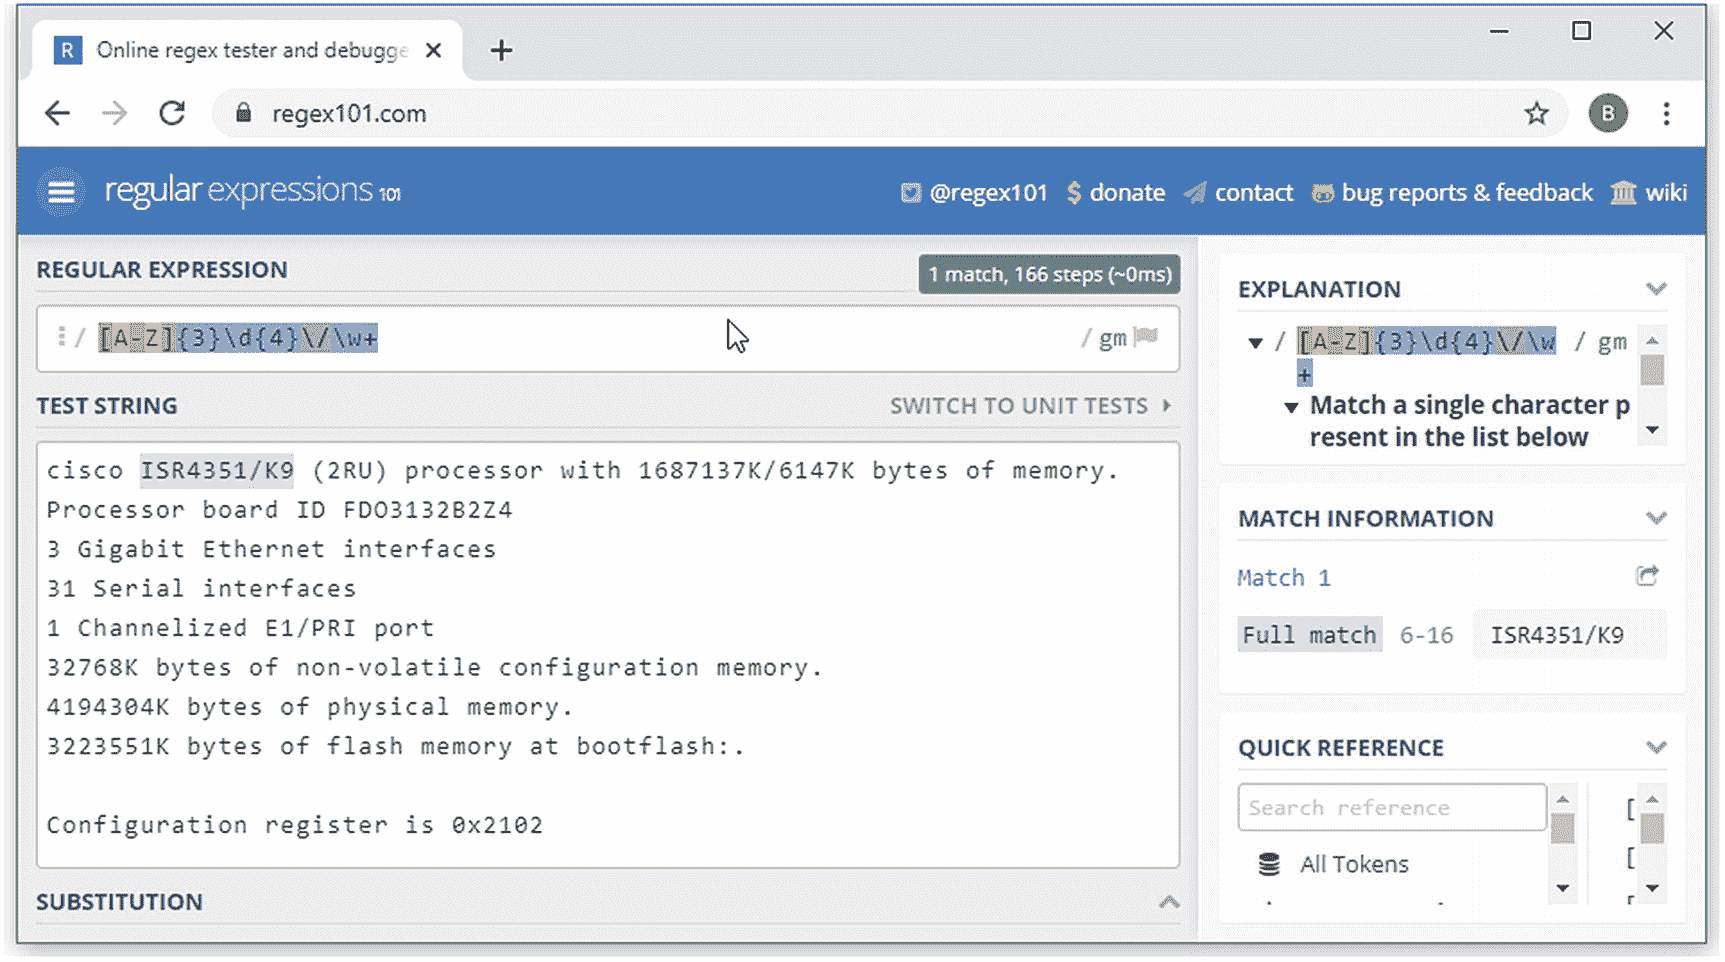 R Online regex tester and debugge
regex101.com
B
regular expressions 101
@regex101 $ donate contact bug reports & feedback wiki
REGULAR EXPRESSION
1 match, 166 steps (~0ms)
/ [A-Z]{3}\d{4}\/\w+ / gm
TEST STRING
SWITCH TO UNIT TESTS
cisco ISR4351/K9 (2RU) processor with 1687137K/6147K bytes of memory.
Processor board ID FDO3132B2Z4
3 Gigabit Ethernet interfaces
31 Serial interfaces
1 Channelized E1/PRI port
32768K bytes of non-volatile configuration memory.
4194304K bytes of physical memory.
3223551K bytes of flash memory at bootflash:.
Configuration register is 0x2102
SUBSTITUTION
EXPLANATION
/ [A-Z]{3}\d{4}\/\w / gm
+
Match a single character p
resent in the list below
MATCH INFORMATION
Match 1
Full match 6-16 ISR4351/K9
QUICK REFERENCE
Search reference
[
All Tokens
[